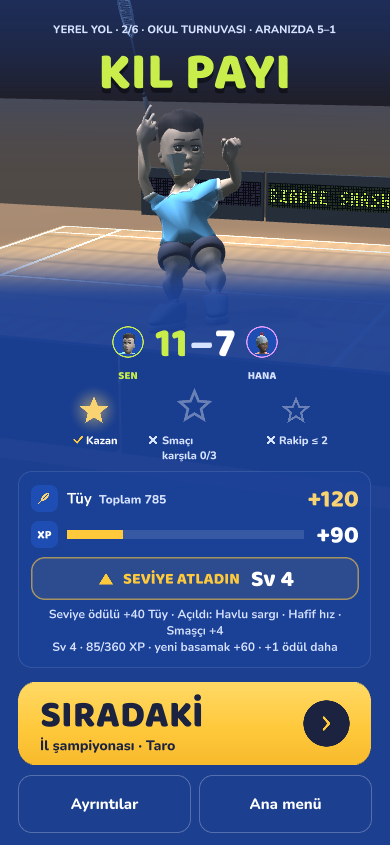 YEREL YOL · 2/6 · OKUL TURNUVASI · ARANIZDA 5–1
KIL PAYI
BIRDIE SMASH
11–7
SEN
HANA
Kazan
Smaçı karşıla 0/3
Rakip ≤ 2
Tüy Toplam 785 +120
XP +90
SEVİYE ATLADIN Sv 4
Seviye ödülü +40 Tüy · Açıldı: Havlu sargı · Hafif hız ·
Smaşçı +4
Sv 4 · 85/360 XP · yeni basamak +60 · +1 ödül daha
SIRADAKİ
İl şampiyonası · Taro
Ayrıntılar
Ana menü